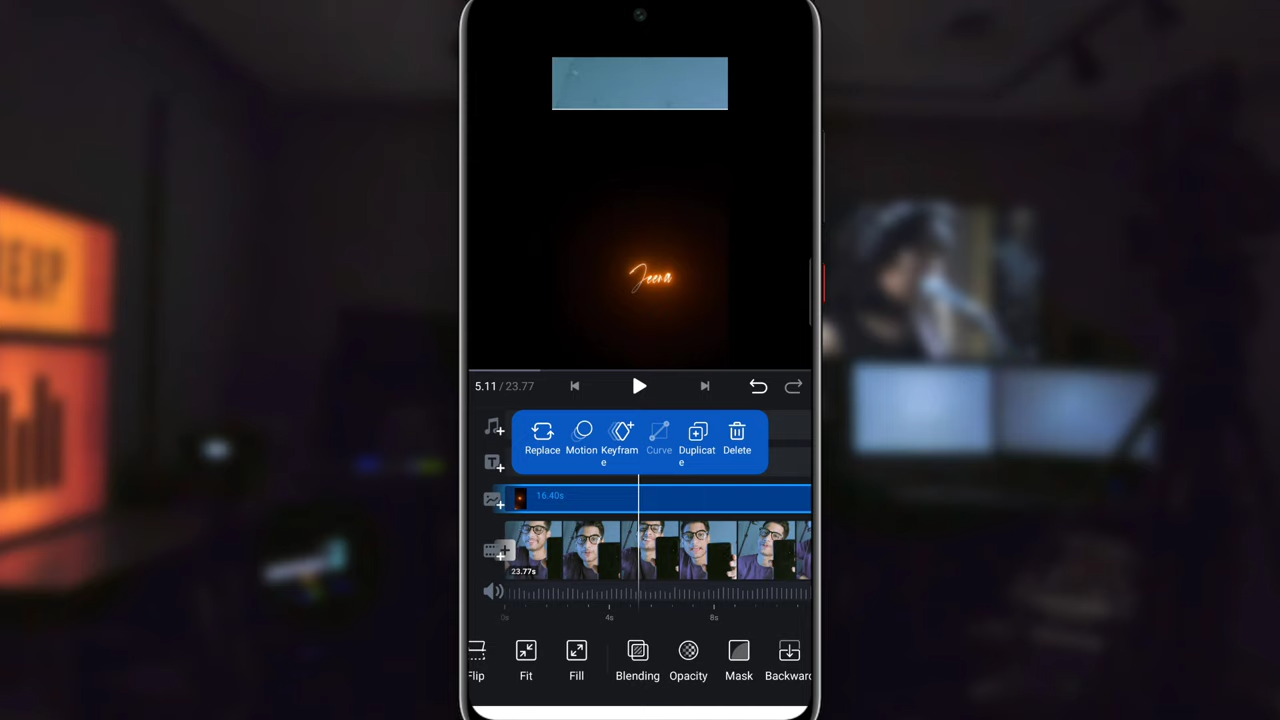 Jeena
5.11 / 23.77
Replace
Motion
Keyfram
e
Curve
Duplicat
e
Delete
16.40s
23.77s
0s
4s
8s
Flip
Fit
Fill
Blending
Opacity
Mask
Backward